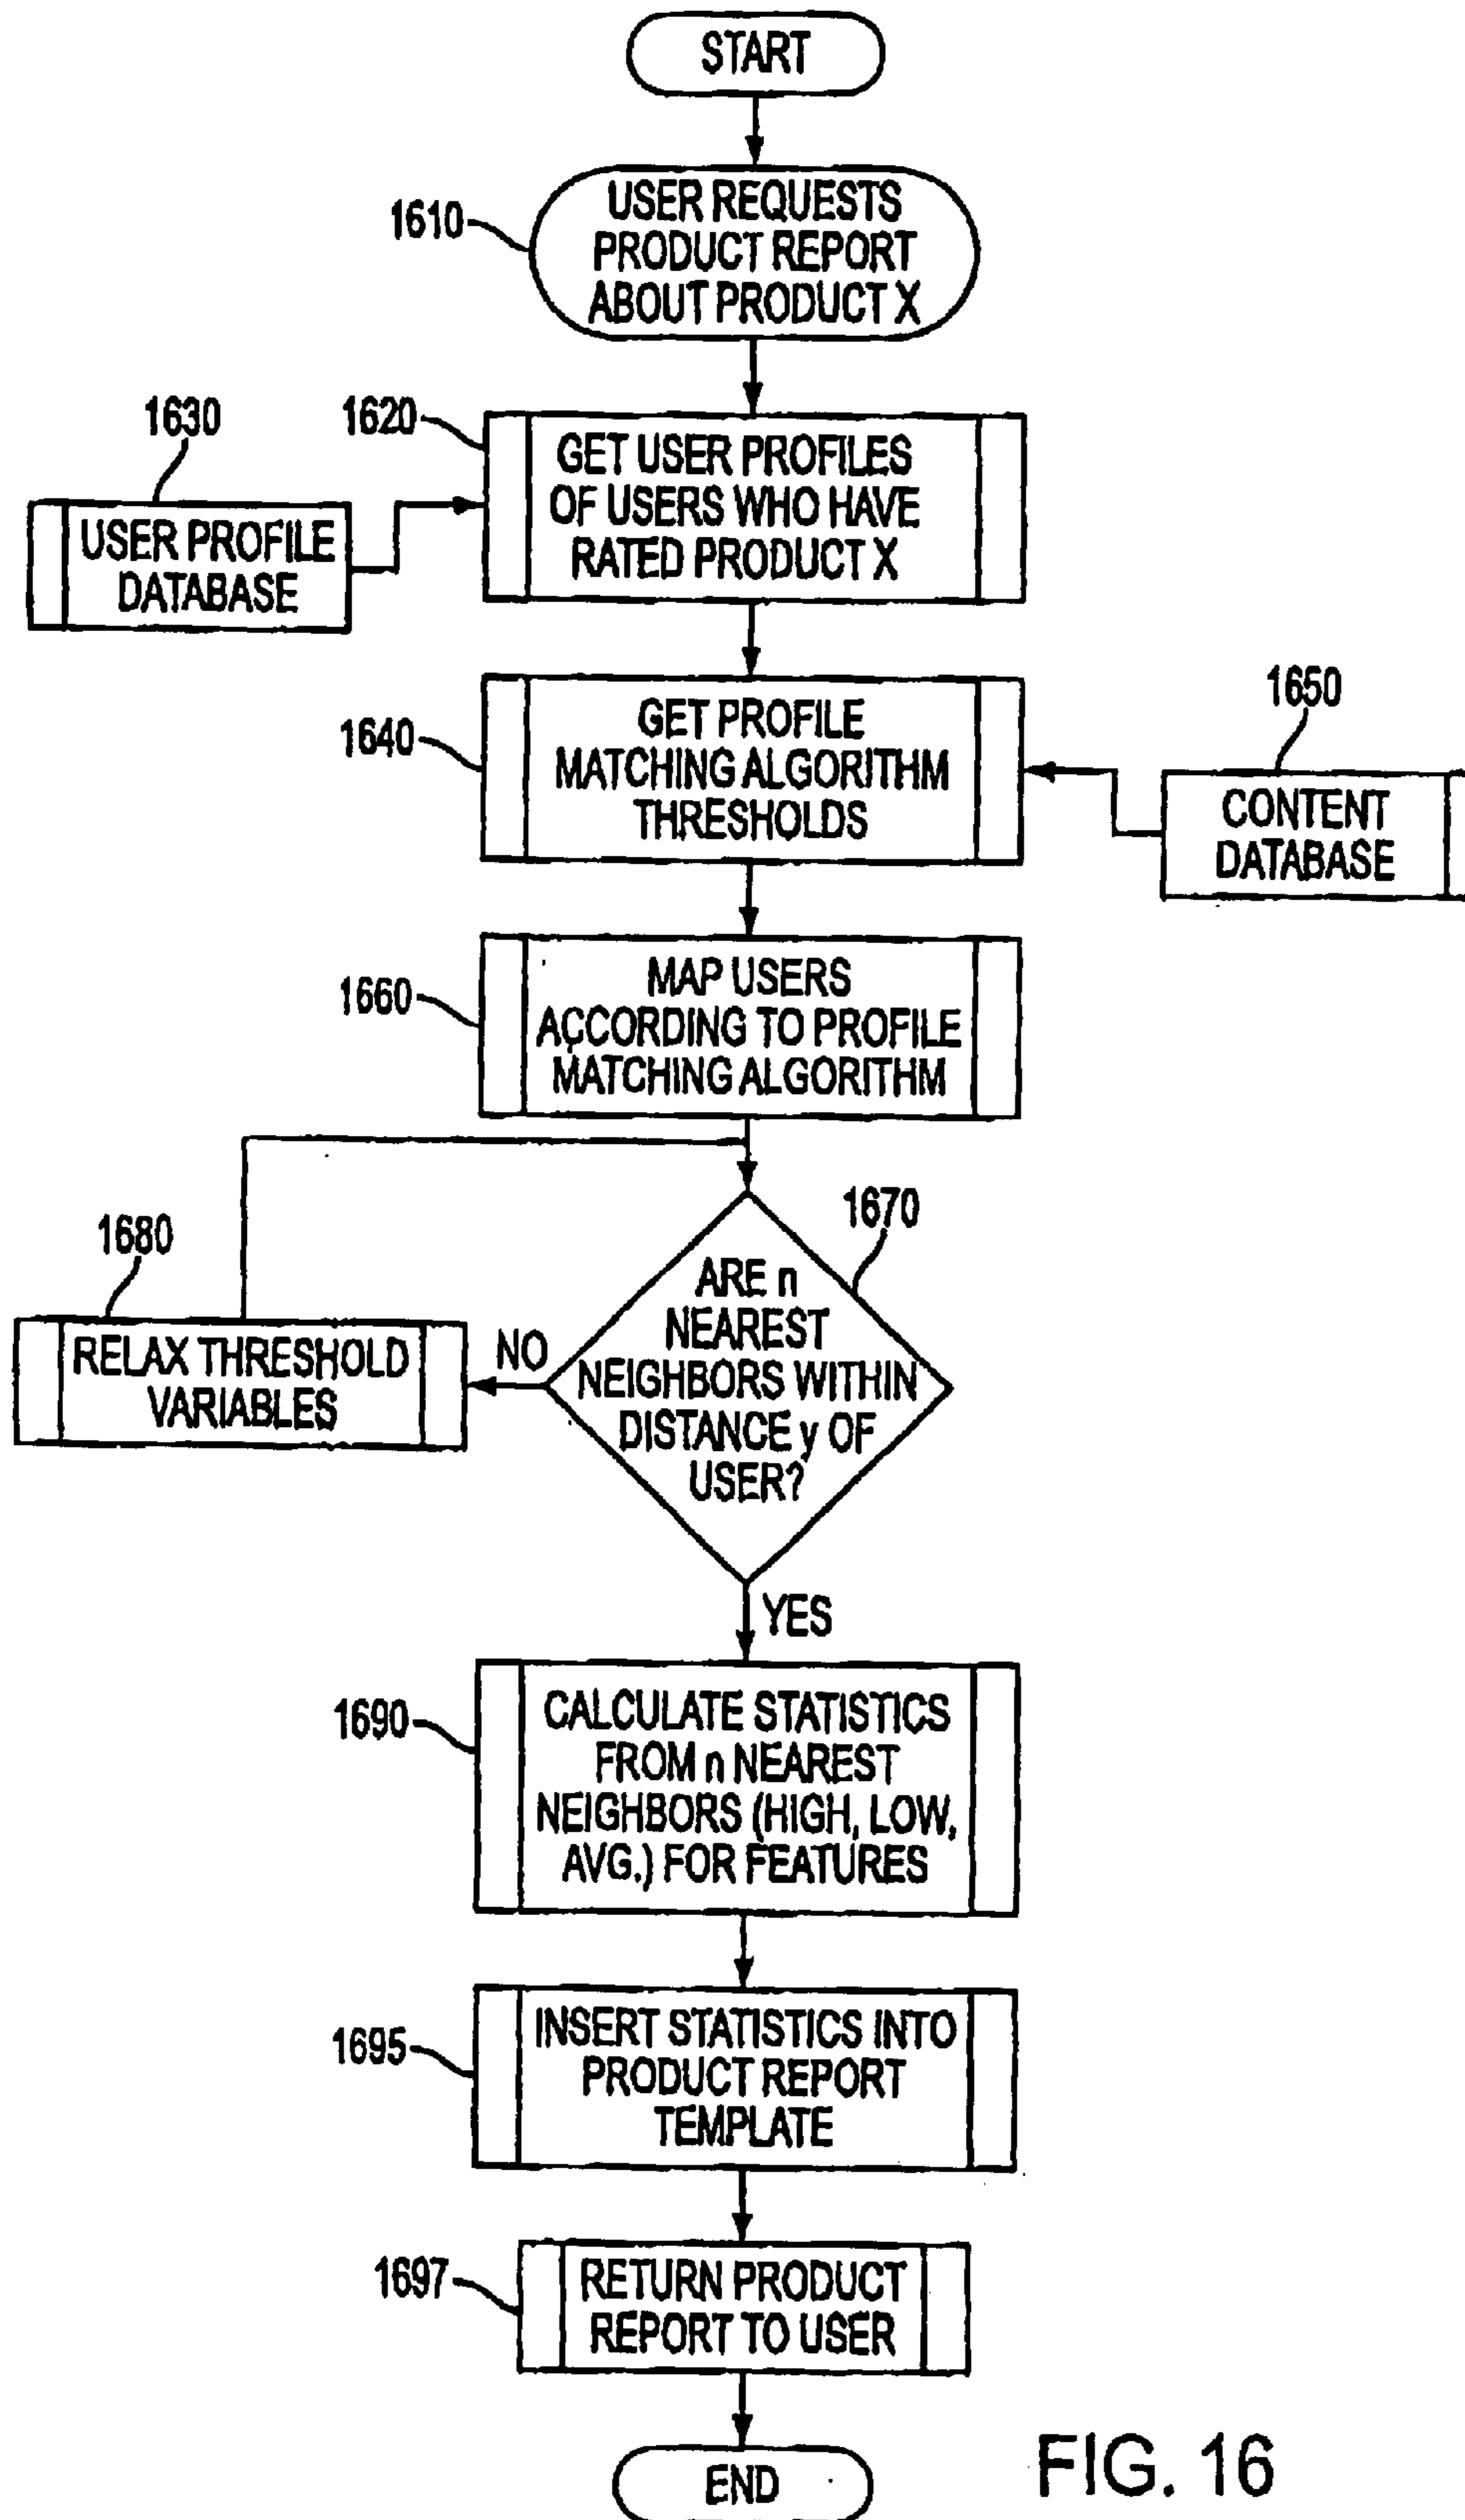 START
1610
USER REQUESTS
PRODUCT REPORT
ABOUT PRODUCT X
1630
1620
GET USER PROFILES
OF USERS WHO HAVE
RATED PRODUCT X
USER PROFILE
DATABASE
1640
GET PROFILE
MATCHING ALGORITHM
THRESHOLDS
1650
CONTENT
DATABASE
1660
MAP USERS
ACCORDING TO PROFILE
MATCHING ALGORITHM
1670
ARE n
NEAREST
NEIGHBORS WITHIN
DISTANCE y OF
USER?
NO
1680
RELAX THRESHOLD
VARIABLES
YES
1690
CALCULATE STATISTICS
FROM n NEAREST
NEIGHBORS (HIGH, LOW,
AVG.) FOR FEATURES
1695
INSERT STATISTICS INTO
PRODUCT REPORT
TEMPLATE
1697
RETURN PRODUCT
REPORT TO USER
END
FIG. 16